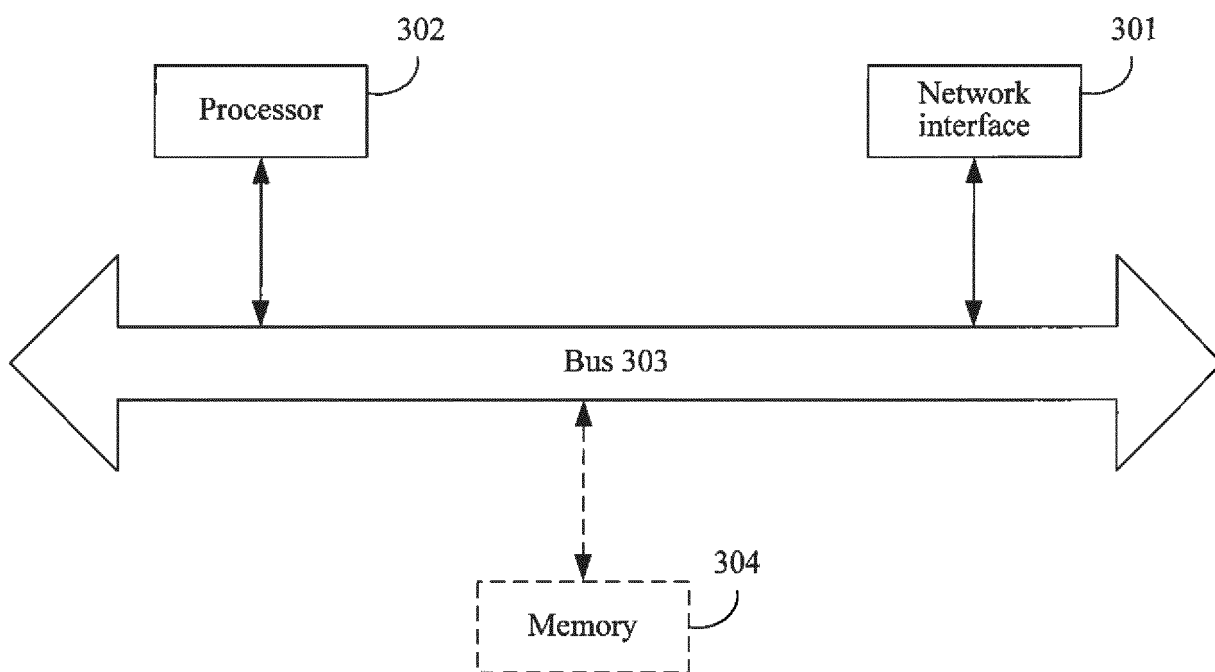 302
301
Processor
Network
interface
Bus 303
304
Memory